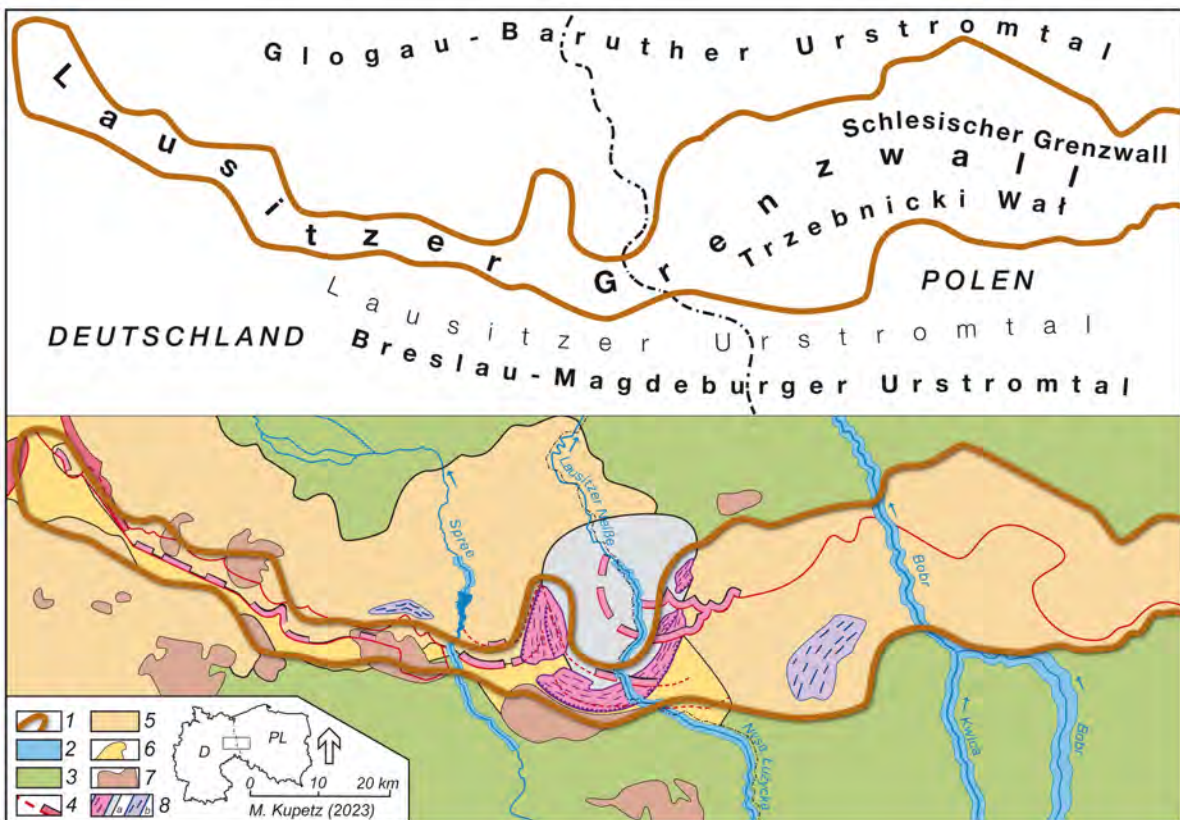 Glogau-Baruther Urstromtal
Lausitzer Grenzwall
Schlesischer Grenzwall
Trzebnicki Wał
POLEN
DEUTSCHLAND
Lausitzer Urstromtal
Breslau-Magdeburger Urstromtal
Spree
Lausitzer Neiße
Bobr
Nysa Łużycka
Kwisa
Bobr
1
5
2
6
3
7
4
8
a
b
D
PL
0 10 20 km
M. Kupetz (2023)